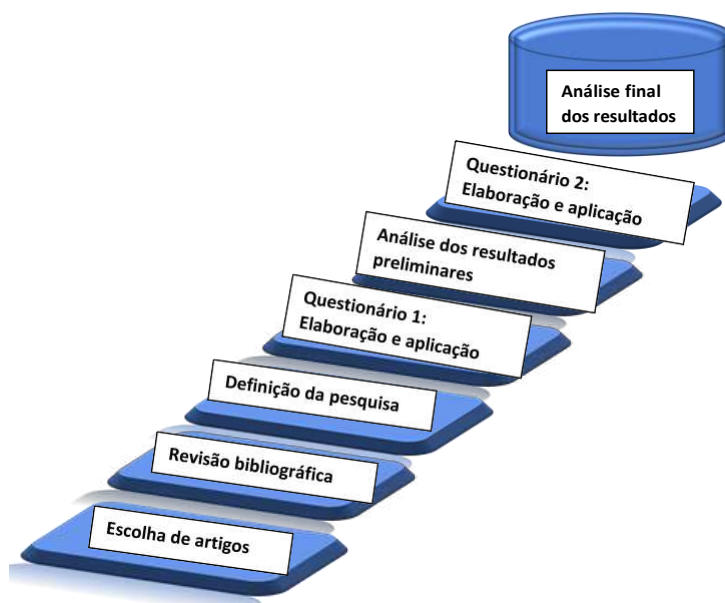 Análise final
dos resultados
Questionário 2:
Elaboração e aplicação
Análise dos resultados
preliminares
Questionário 1:
Elaboração e aplicação
Definição da pesquisa
Revisão bibliográfica
Escolha de artigos